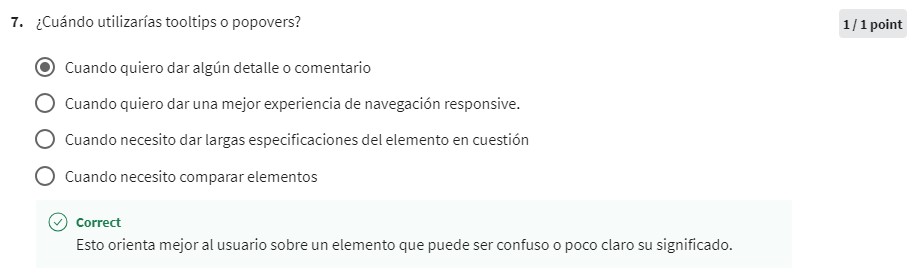 7. ¿Cuándo utilizarías tooltips o popovers?
1 / 1 point
Cuando quiero dar algún detalle o comentario
Cuando quiero dar una mejor experiencia de navegación responsive.
Cuando necesito dar largas especificaciones del elemento en cuestión
Cuando necesito comparar elementos
Correct
Esto orienta mejor al usuario sobre un elemento que puede ser confuso o poco claro su significado.